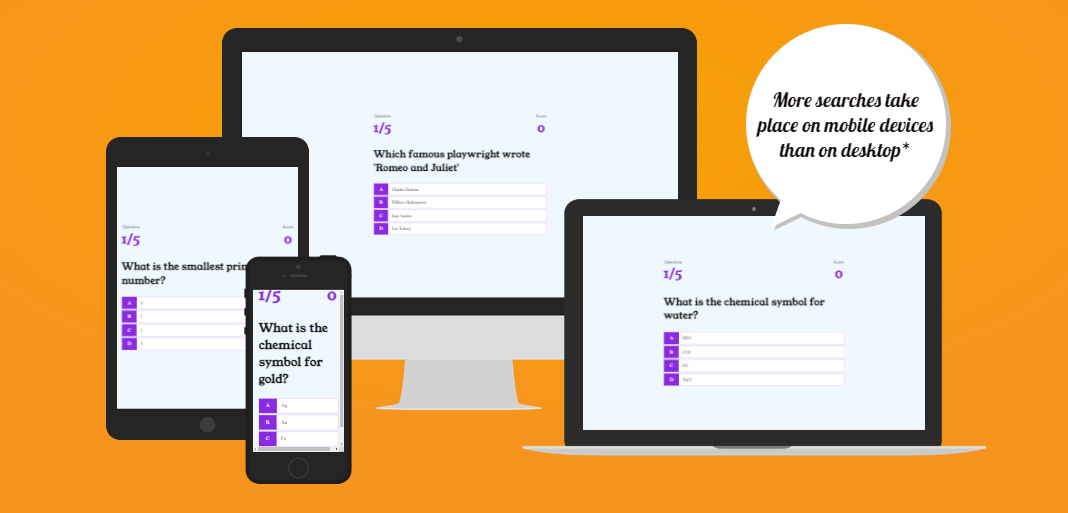 More searches take
place on mobile devices
than on desktop*
Question
Score
1/5
0
Which famous playwright wrote
'Romeo and Juliet'
A Charles Dickens
B William Shakespeare
C Jane Austen
D Leo Tolstoy
Question
Score
1/5
0
What is the smallest prim
number?
A 0
B 1
C 2
D 3
1/5
0
What is the
chemical
symbol for
gold?
A Ag
B Au
C Fe
Question
Score
1/5
0
What is the chemical symbol for
water?
A H2O
B CO2
C O2
D NaCl